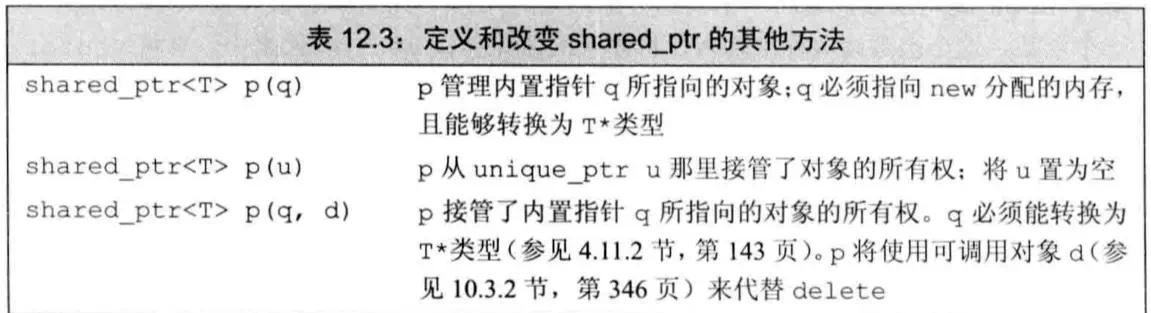 表 12.3：定义和改变 shared_ptr 的其他方法
shared_ptr<T> p(q) p 管理内置指针 q 所指向的对象；q 必须指向 new 分配的内存，
且能够转换为 T*类型
shared_ptr<T> p(u) p 从 unique_ptr u 那里接管了对象的所有权；将 u 置为空
shared_ptr<T> p(q, d) p 接管了内置指针 q 所指向的对象的所有权。q 必须能转换为
T*类型（参见 4.11.2 节，第 143 页）。p 将使用可调用对象 d（参
见 10.3.2 节，第 346 页）来代替 delete